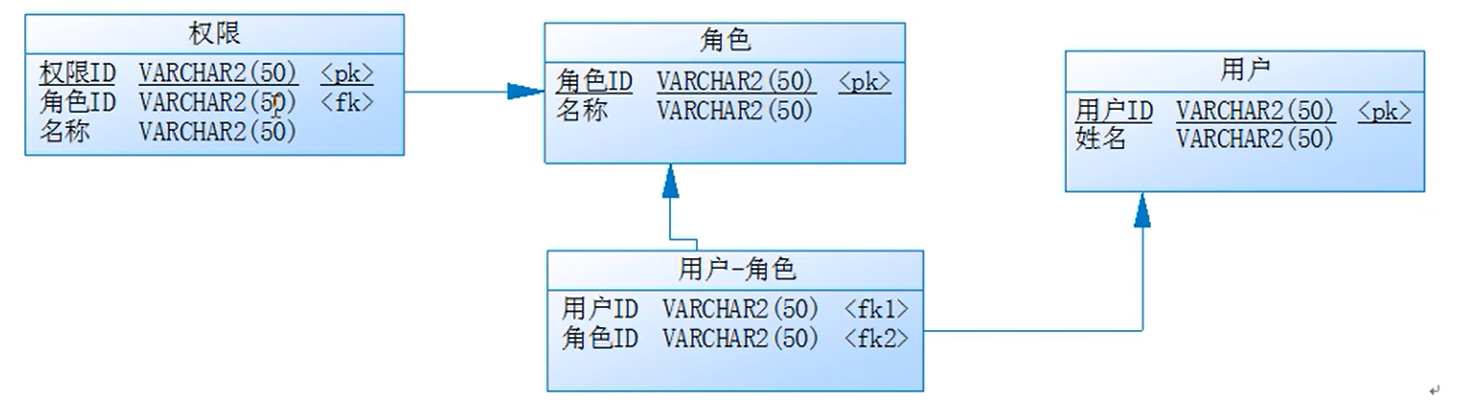 权限
权限ID VARCHAR2(50) <pk>
角色ID VARCHAR2(50) <fk>
名称 VARCHAR2(50)
角色
角色ID VARCHAR2(50) <pk>
名称 VARCHAR2(50)
用户
用户ID VARCHAR2(50) <pk>
姓名 VARCHAR2(50)
用户-角色
用户ID VARCHAR2(50) <fk1>
角色ID VARCHAR2(50) <fk2>